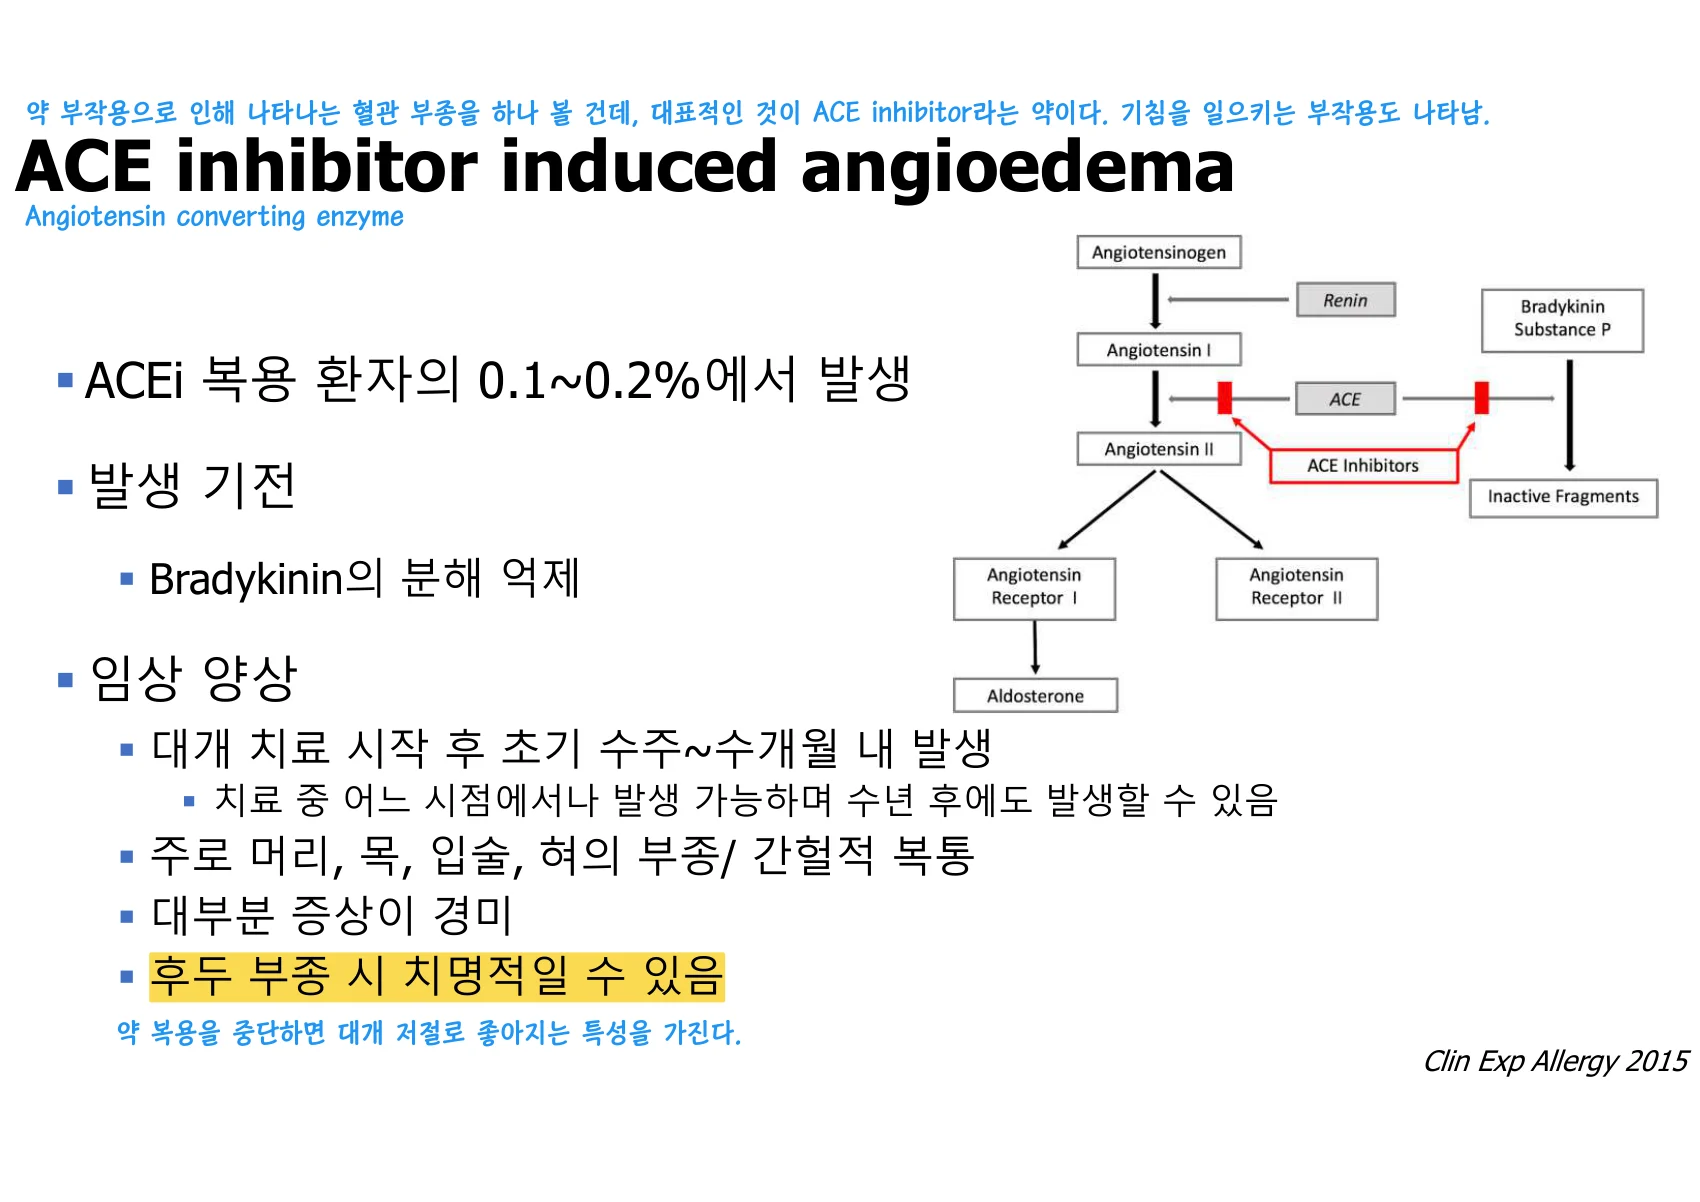 약 부작용으로 인해 나타나는 혈관 부종을 하나 볼 건데, 대표적인 것이 ACE inhibitor라는 약이다. 기침을 일으키는 부작용도 나타남.
ACE inhibitor induced angioedema
Angiotensin converting enzyme
▪ ACEi 복용 환자의 0.1~0.2%에서 발생
▪ 발생 기전
▪ Bradykinin의 분해 억제
▪ 임상 양상
▪ 대개 치료 시작 후 초기 수주~수개월 내 발생
▪ 치료 중 어느 시점에서나 발생 가능하며 수년 후에도 발생할 수 있음
▪ 주로 머리, 목, 입술, 혀의 부종/ 간헐적 복통
▪ 대부분 증상이 경미
▪ 후두 부종 시 치명적일 수 있음
약 복용을 중단하면 대개 저절로 좋아지는 특성을 가진다.
Angiotensinogen
Renin
Bradykinin
Substance P
Angiotensin I
ACE
Angiotensin II
ACE Inhibitors
Inactive Fragments
Angiotensin
Receptor I
Angiotensin
Receptor II
Aldosterone
Clin Exp Allergy 2015